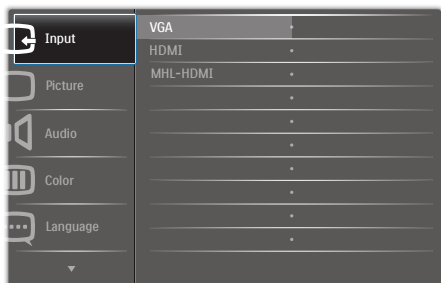 Input
Picture
Audio
Color
Language
VGA
HDMI
MHL-HDMI